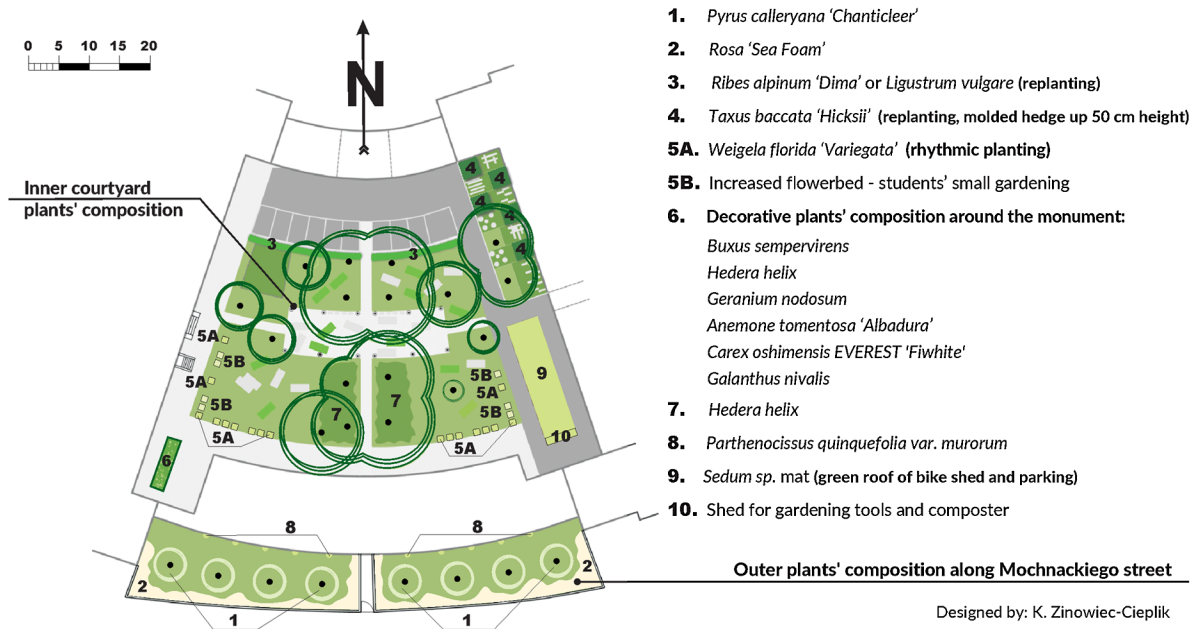 0 5 10 15 20
N
Inner courtyard
plants' composition
3
3
4
4
4
4
4
5A
5B
5A
5B
5A
5B
5A
5B
5A
7
7
9
10
6
8
8
2
2
1
1
1. Pyrus calleryana ‘Chanticleer’
2. Rosa ‘Sea Foam’
3. Ribes alpinum ‘Dima’ or Ligustrum vulgare (replanting)
4. Taxus baccata ‘Hicksii’ (replanting, molded hedge up 50 cm height)
5A. Weigela florida ‘Variegata’ (rhythmic planting)
5B. Increased flowerbed - students’ small gardening
6. Decorative plants’ composition around the monument:
Buxus sempervirens
Hedera helix
Geranium nodosum
Anemone tomentosa ‘Albadura’
Carex oshimensis EVEREST 'Fiwhite'
Galanthus nivalis
7. Hedera helix
8. Parthenocissus quinquefolia var. murorum
9. Sedum sp. mat (green roof of bike shed and parking)
10. Shed for gardening tools and composter
Outer plants' composition along Mochnackiego street
Designed by: K. Zinowiec-Cieplik